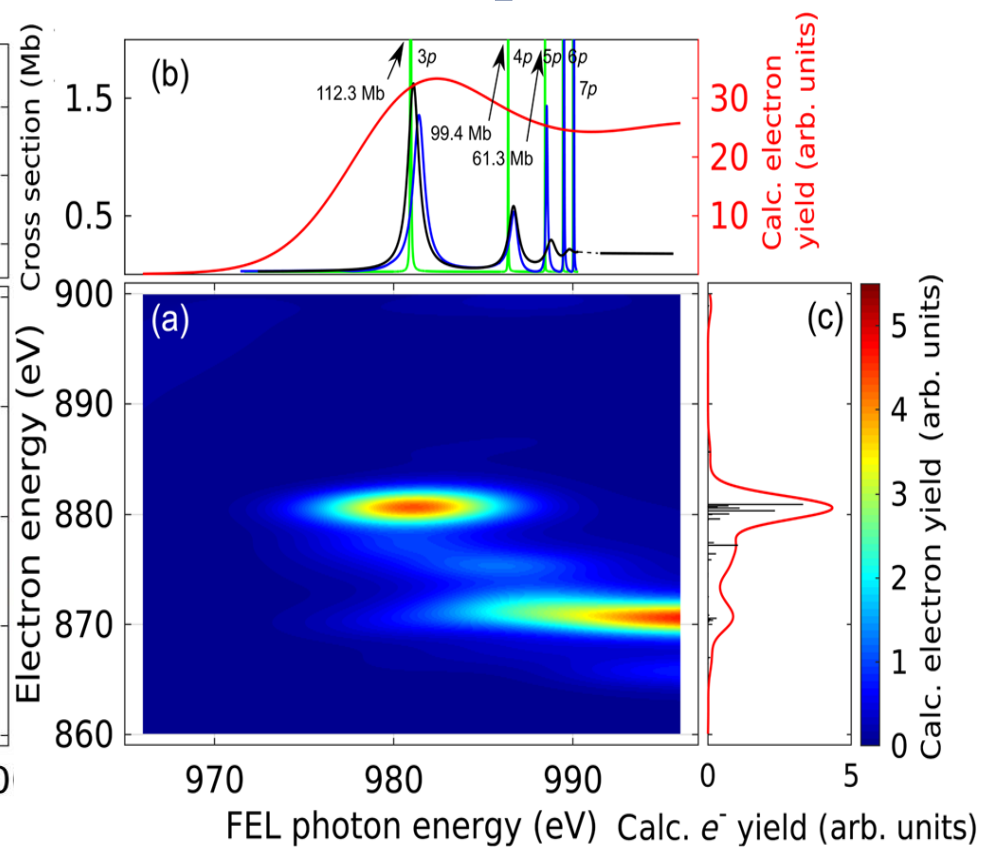 Cross section (Mb)
1.5
0.5
(b)
3p
4p
5p
6p
7p
112.3 Mb
99.4 Mb
61.3 Mb
30
20
10
Calc. electron
yield (arb. units)
Electron energy (eV)
900
890
880
870
860
(a)
(c)
5
4
3
2
1
0
Calc. electron yield (arb. units)
970
980
990
0
5
FEL photon energy (eV)
Calc. e⁻ yield (arb. units)